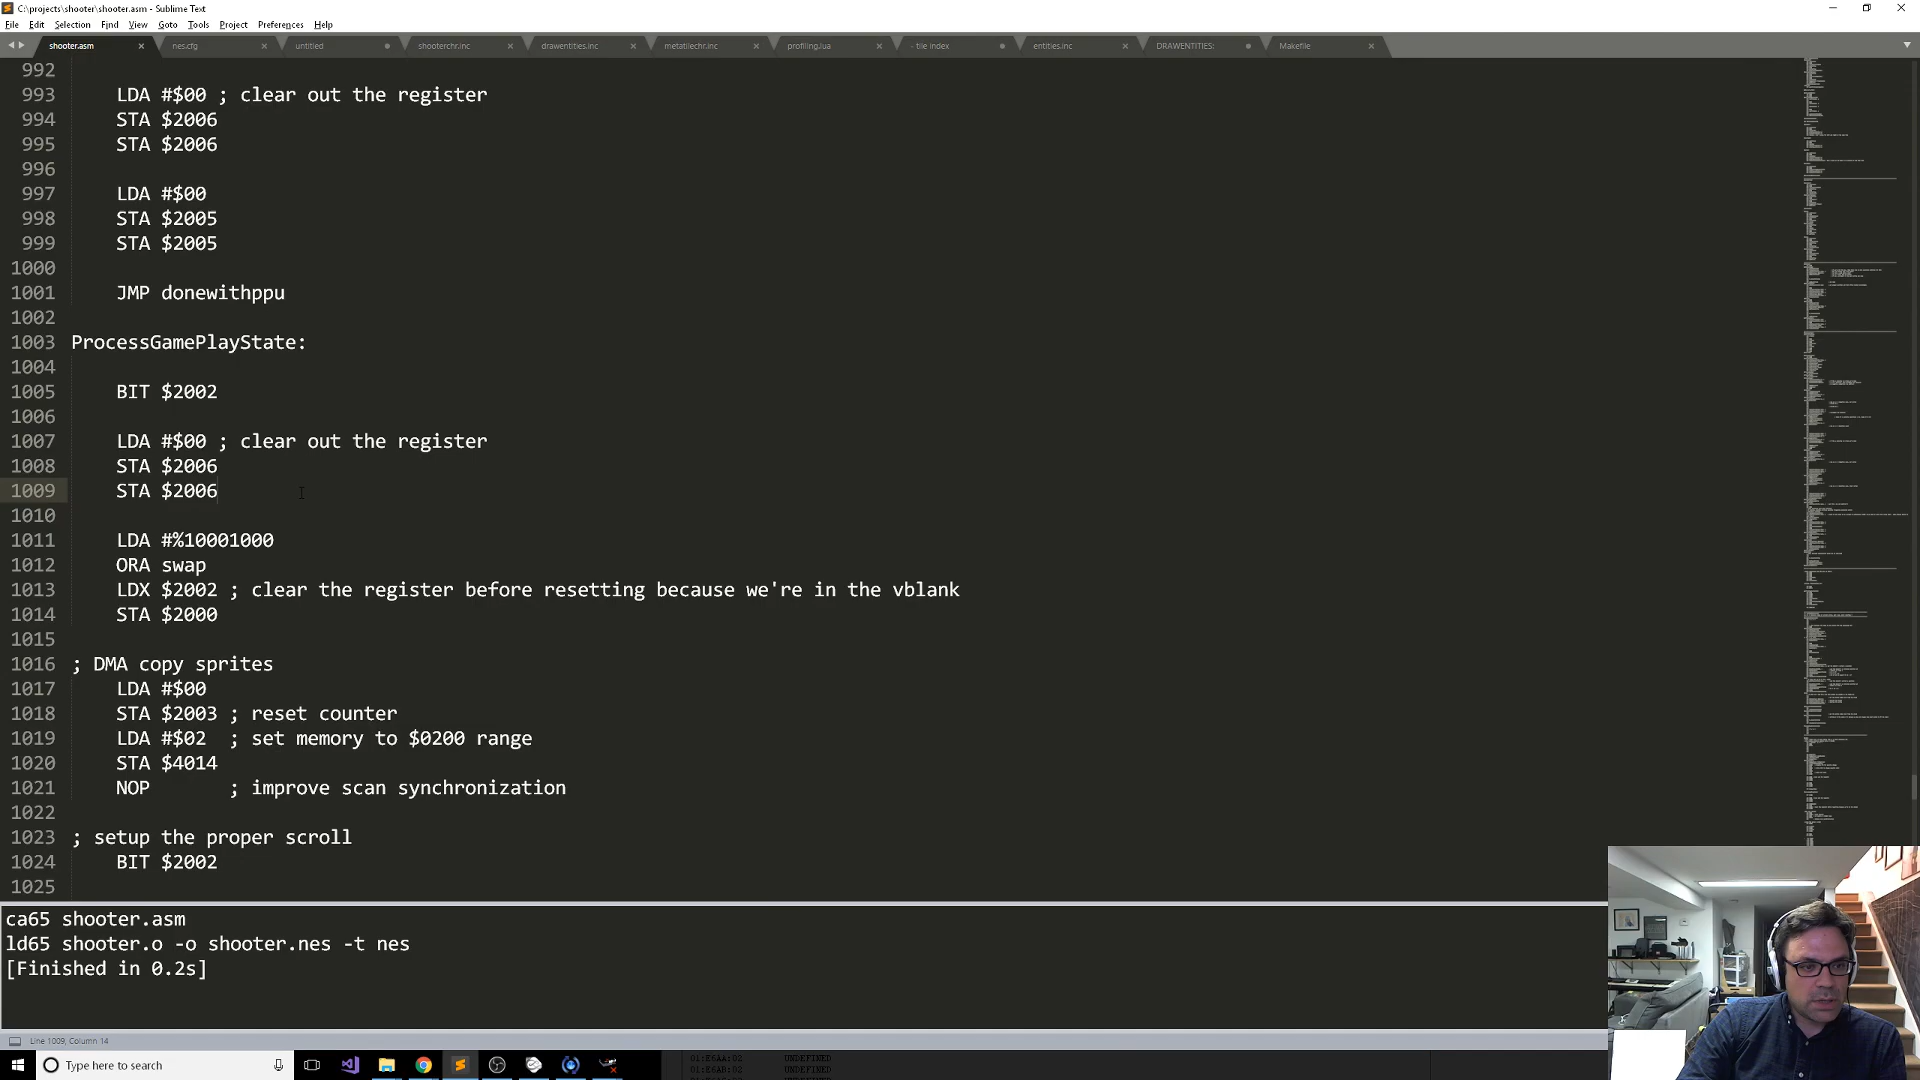 C:\projects\shooter\shooter.asm - Sublime Text
File Edit Selection Find View Goto Tools Project Preferences Help
shooter.asm nes.cfg untitled shooterchr.inc drawentities.inc metatilechr.inc profiling.lua - tile index entities.inc DRAWENTITIES: Makefile
992
993 LDA #$00 ; clear out the register
994 STA $2006
995 STA $2006
996
997 LDA #$00
998 STA $2005
999 STA $2005
1000
1001 JMP donewithppu
1002
1003 ProcessGamePlayState:
1004
1005 BIT $2002
1006
1007 LDA #$00 ; clear out the register
1008 STA $2006
1009 STA $2006
1010
1011 LDA #%10001000
1012 ORA swap
1013 LDX $2002 ; clear the register before resetting because we're in the vblank
1014 STA $2000
1015
1016 ; DMA copy sprites
1017 LDA #$00
1018 STA $2003 ; reset counter
1019 LDA #$02 ; set memory to $0200 range
1020 STA $4014
1021 NOP ; improve scan synchronization
1022
1023 ; setup the proper scroll
1024 BIT $2002
1025
ca65 shooter.asm
ld65 shooter.o -o shooter.nes -t nes
[Finished in 0.2s]
Line 1009, Column 14
Type here to search
01:E6AA:02 UNDEFINED
01:E6AB:02 UNDEFINED